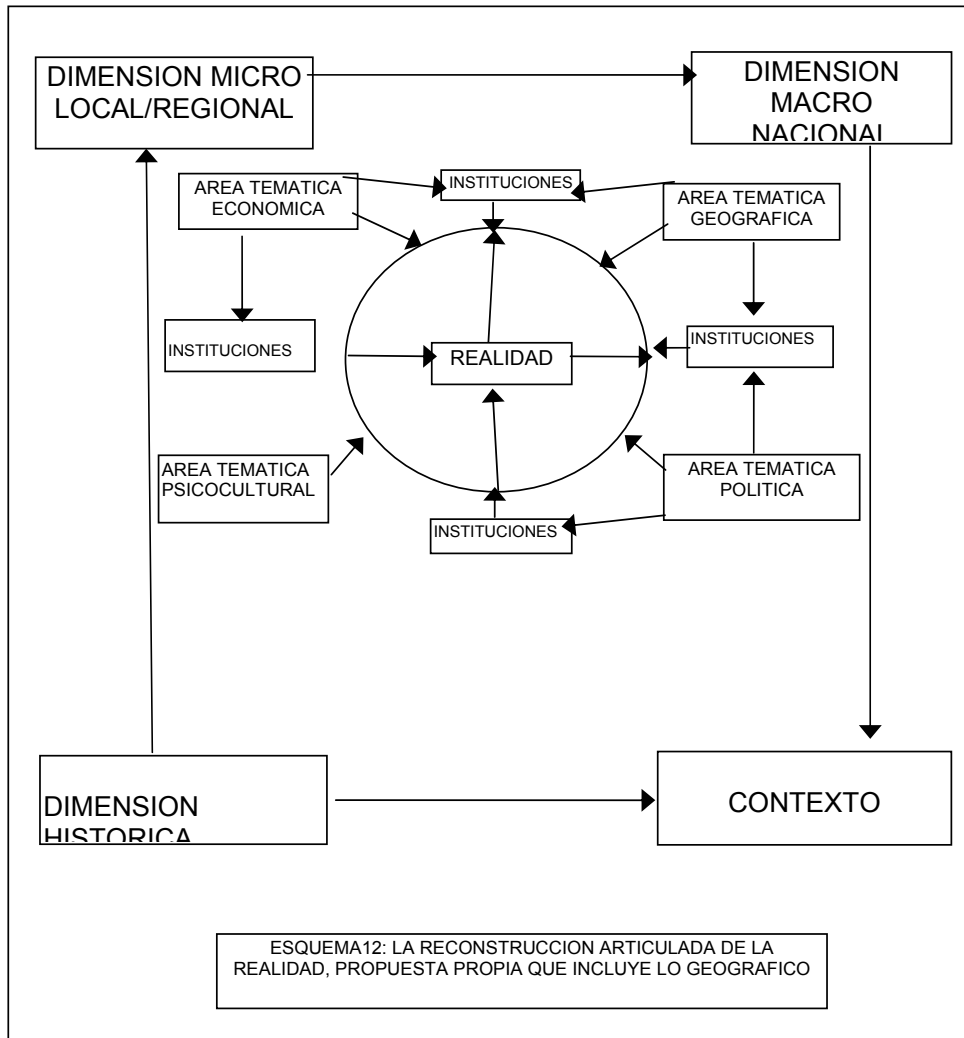 DIMENSION MICRO
LOCAL/REGIONAL
DIMENSION
MACRO
NACIONAL
AREA TEMATICA
ECONOMICA
INSTITUCIONES
AREA TEMATICA
GEOGRAFICA
INSTITUCIONES
REALIDAD
INSTITUCIONES
AREA TEMATICA
PSICOCULTURAL
INSTITUCIONES
AREA TEMATICA
POLITICA
DIMENSION
HISTORICA
CONTEXTO
ESQUEMA12: LA RECONSTRUCCION ARTICULADA DE LA
REALIDAD, PROPUESTA PROPIA QUE INCLUYE LO GEOGRAFICO